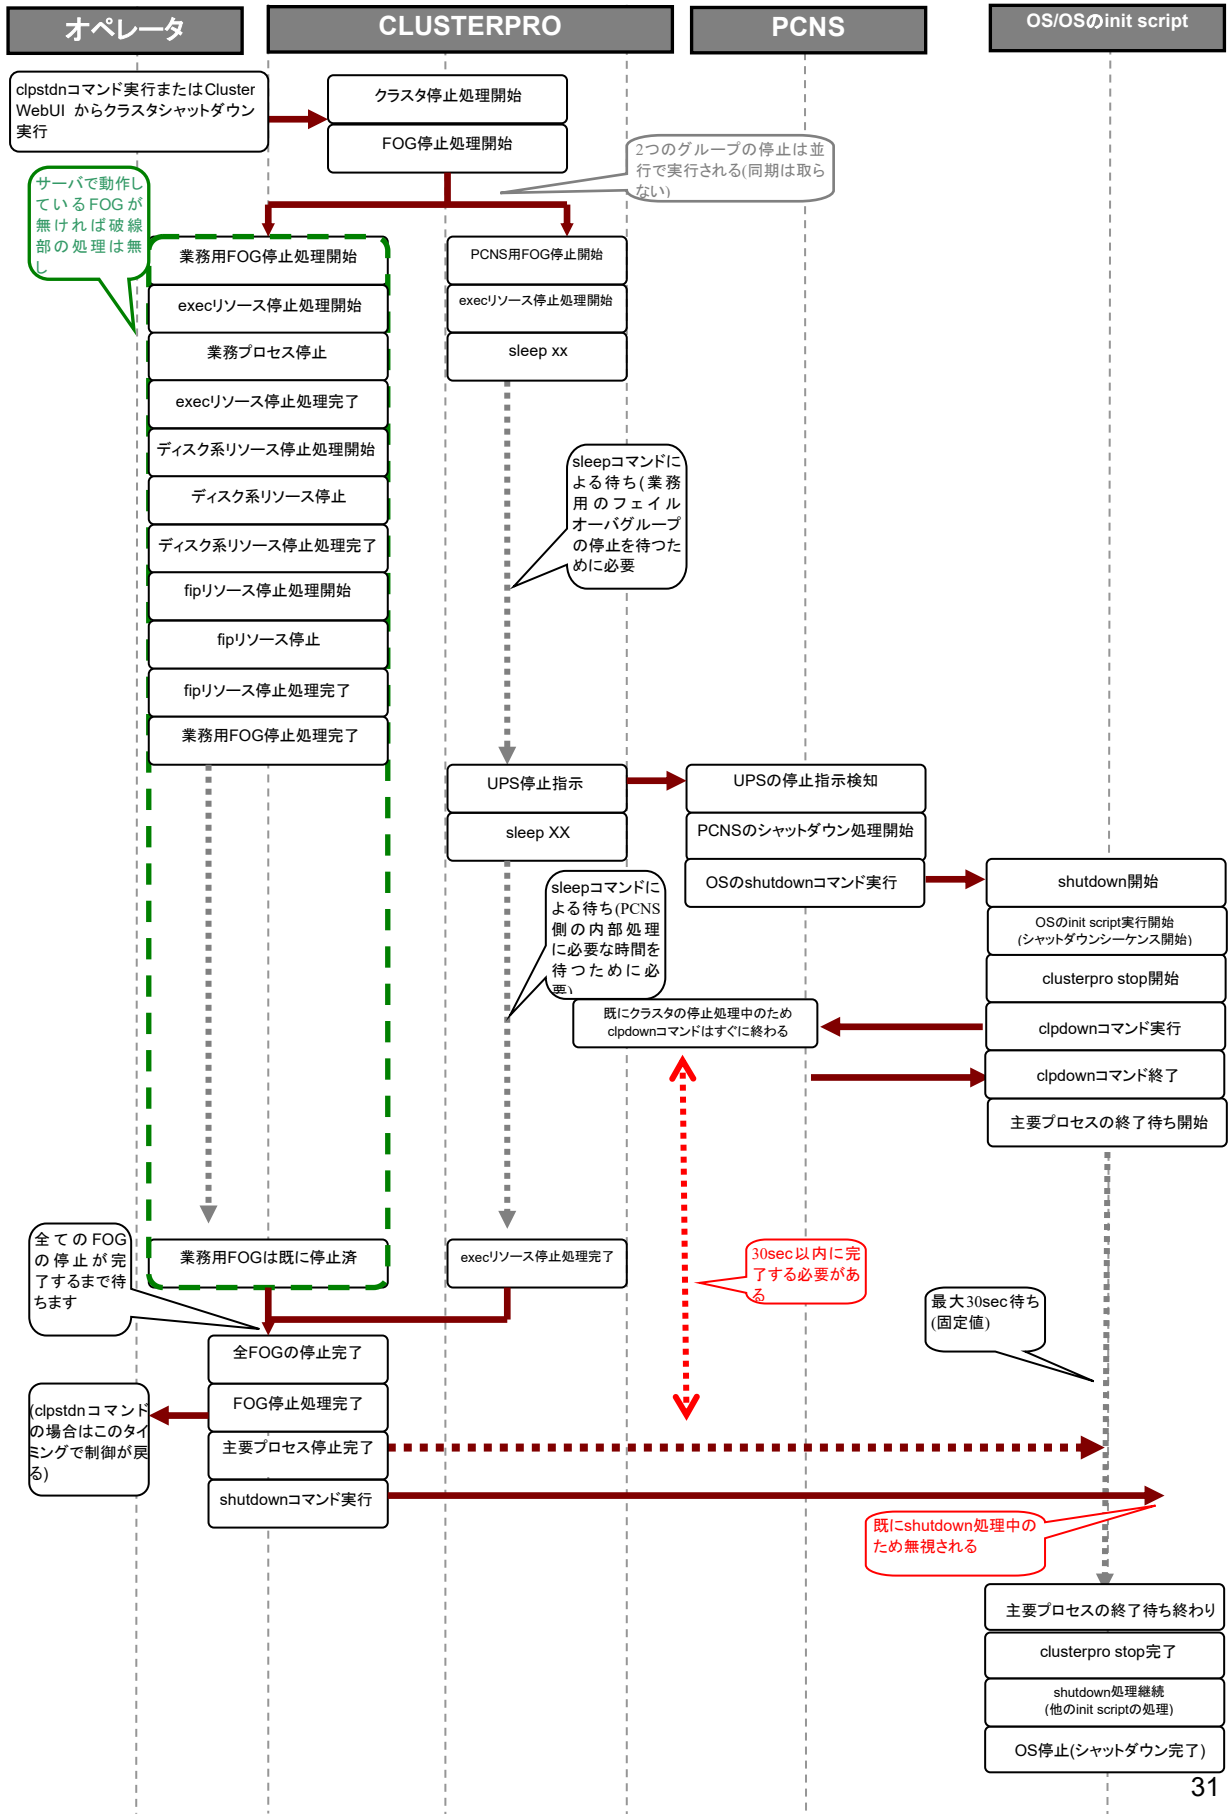 オペレータ
CLUSTERPRO
PCNS
OS/OSのinit script
clpstdnコマンド実行またはCluster
WebUI からクラスタシャットダウン
実行
クラスタ停止処理開始
FOG停止処理開始
2つのグループの停止は並
行で実行される(同期は取ら
ない)
サーバで動作し
ているFOGが
無ければ破線
部の処理は無
し
業務用FOG停止処理開始
execリソース停止処理開始
業務プロセス停止
execリソース停止処理完了
ディスク系リソース停止処理開始
ディスク系リソース停止
ディスク系リソース停止処理完了
fipリソース停止処理開始
fipリソース停止
fipリソース停止処理完了
業務用FOG停止処理完了
PCNS用FOG停止開始
execリソース停止処理開始
sleep xx
sleepコマンドに
よる待ち(業務
用のフェイル
オーバグループ
の停止を待つた
めに必要
UPS停止指示
sleep XX
UPSの停止指示検知
PCNSのシャットダウン処理開始
OSのshutdownコマンド実行
sleepコマンドに
よる待ち(PCNS
側の内部処理
に必要な時間を
待つために必
要)
shutdown開始
OSのinit script実行開始
(シャットダウンシーケンス開始)
clusterpro stop開始
clpdownコマンド実行
clpdownコマンド終了
主要プロセスの終了待ち開始
既にクラスタの停止処理中のため
clpdownコマンドはすぐに終わる
全てのFOG
の停止が完
了するまで待
ちます
業務用FOGは既に停止済
execリソース停止処理完了
30sec以内に完
了する必要があ
る
最大30sec待ち
(固定値)
全FOGの停止完了
FOG停止処理完了
主要プロセス停止完了
shutdownコマンド実行
(clpstdnコマンド
の場合はこのタイ
ミングで制御が戻
る)
既にshutdown処理中の
ため無視される
主要プロセスの終了待ち終わり
clusterpro stop完了
shutdown処理継続
(他のinit scriptの処理)
OS停止(シャットダウン完了)
31